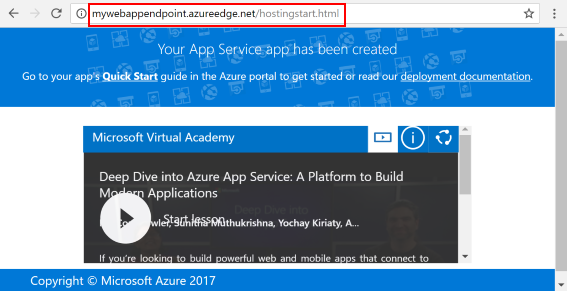 mywebappendpoint.azureedge.net/hostingstart.html
Your App Service app has been created
Go to your app's Quick Start guide in the Azure portal to get started or read our deployment documentation.
Microsoft Virtual Academy
Deep Dive into Azure App Service: A Platform to Build
Modern Applications
Start lesson
Sunitha Muthukrishna, Yochay Kiriaty, A...
If you're looking to build powerful web and mobile apps that connect to
Copyright © Microsoft Azure 2017